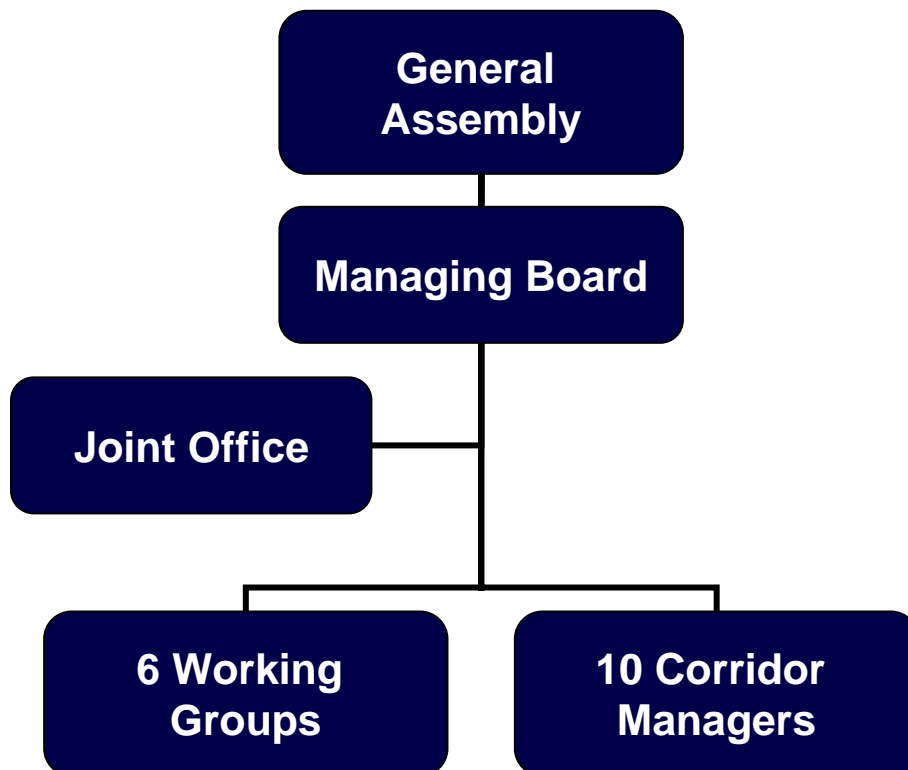 General
Assembly
Managing Board
Joint Office
6 Working
Groups
10 Corridor
Managers